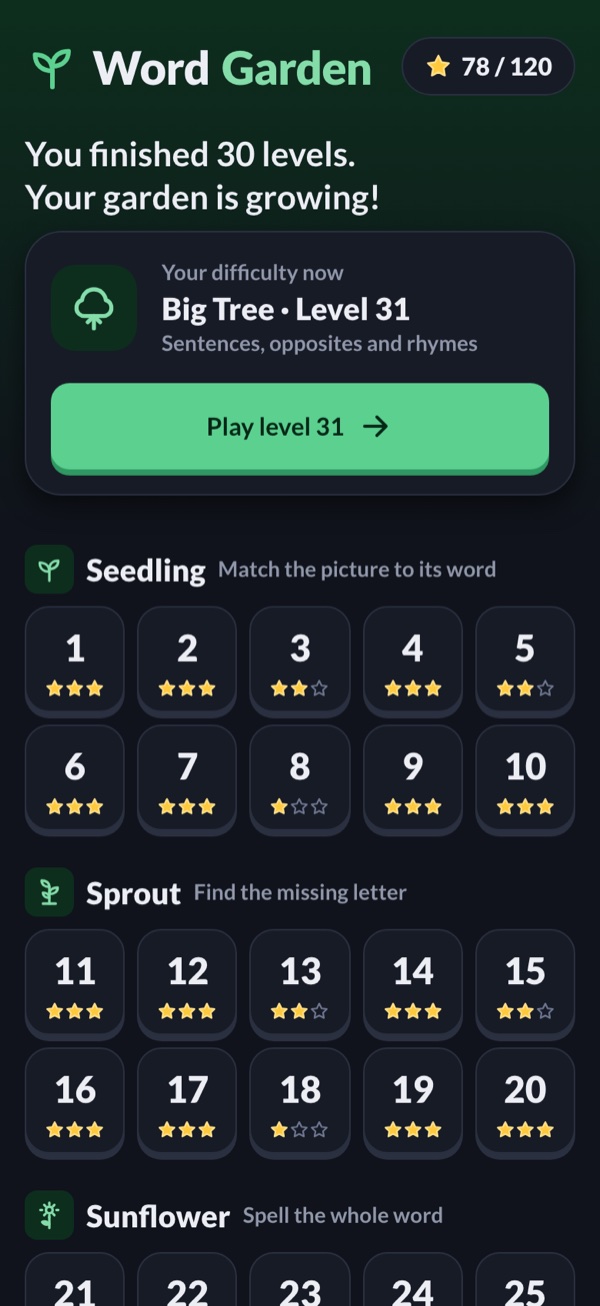 Word Garden
78 / 120
You finished 30 levels.
Your garden is growing!
Your difficulty now
Big Tree · Level 31
Sentences, opposites and rhymes
Play level 31
Seedling Match the picture to its word
1 2 3 4 5
6 7 8 9 10
Sprout Find the missing letter
11 12 13 14 15
16 17 18 19 20
Sunflower Spell the whole word
21 22 23 24 25